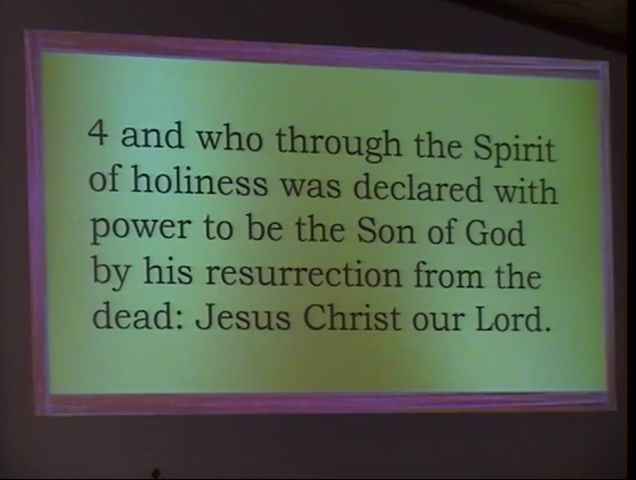 4 and who through the Spirit
of holiness was declared with
power to be the Son of God
by his resurrection from the
dead: Jesus Christ our Lord.